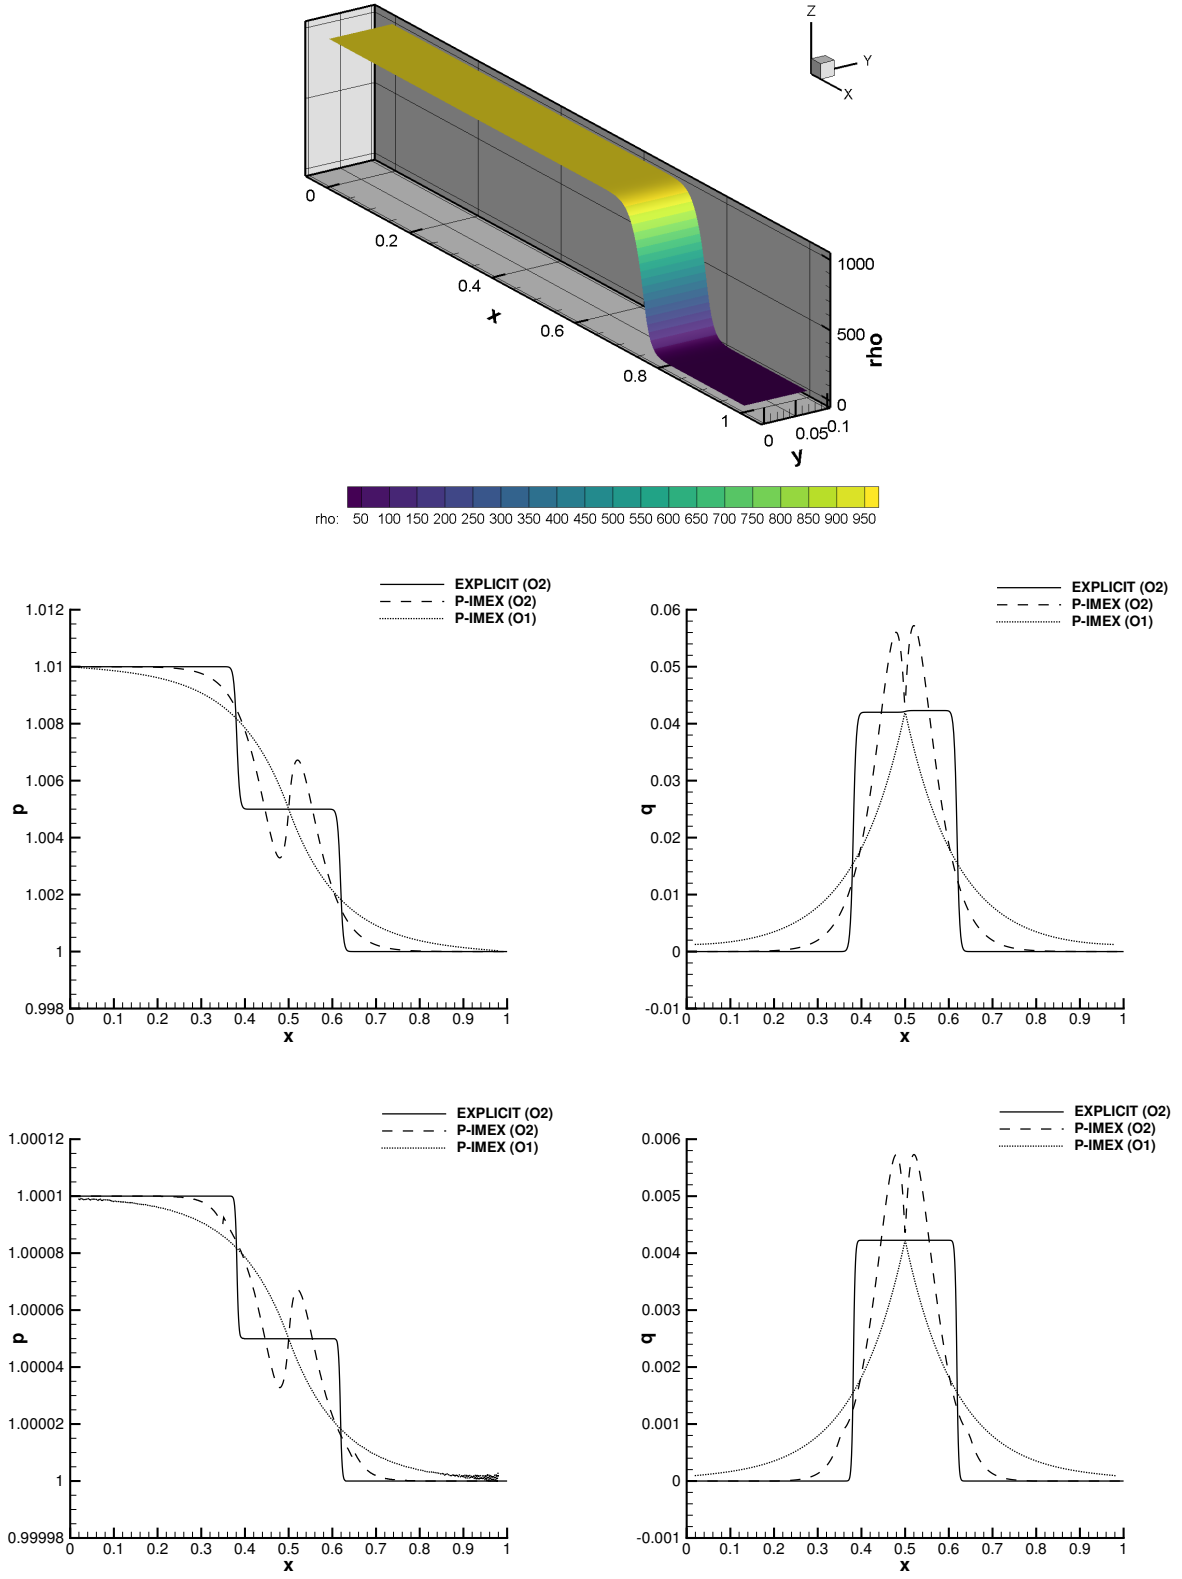 Z
Y
X
0
0.2
0.4
0.6
0.8
1
x
0 0.05 0.1
y
1000
500
0
rho
rho: 50 100 150 200 250 300 350 400 450 500 550 600 650 700 750 800 850 900 950
EXPLICIT (O2)
P-IMEX (O2)
P-IMEX (O1)
1.012
1.01
1.008
1.006
1.004
1.002
1
0.998
p
0 0.1 0.2 0.3 0.4 0.5 0.6 0.7 0.8 0.9 1
x
EXPLICIT (O2)
P-IMEX (O2)
P-IMEX (O1)
0.06
0.05
0.04
0.03
0.02
0.01
0
-0.01
q
0 0.1 0.2 0.3 0.4 0.5 0.6 0.7 0.8 0.9 1
x
EXPLICIT (O2)
P-IMEX (O2)
P-IMEX (O1)
1.00012
1.0001
1.00008
1.00006
1.00004
1.00002
1
0.99998
p
0 0.1 0.2 0.3 0.4 0.5 0.6 0.7 0.8 0.9 1
x
EXPLICIT (O2)
P-IMEX (O2)
P-IMEX (O1)
0.006
0.005
0.004
0.003
0.002
0.001
0
-0.001
q
0 0.1 0.2 0.3 0.4 0.5 0.6 0.7 0.8 0.9 1
x